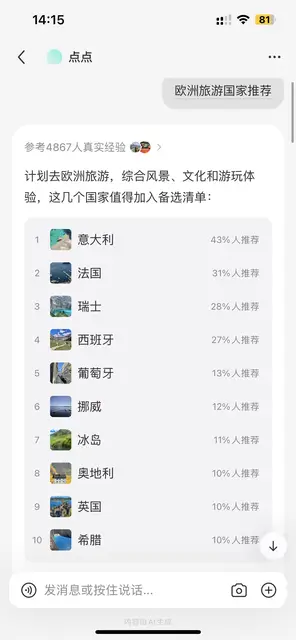 14:15
81
点点
欧洲旅游国家推荐
参考4867人真实经验
计划去欧洲旅游，综合风景、文化和游玩体
验，这几个国家值得加入备选清单：
1 意大利 43%人推荐
2 法国 31%人推荐
3 瑞士 28%人推荐
4 西班牙 27%人推荐
5 葡萄牙 13%人推荐
6 挪威 12%人推荐
7 冰岛 11%人推荐
8 奥地利 10%人推荐
9 英国 10%人推荐
10 希腊 10%人推荐
发消息或按住说话...
内容由AI生成